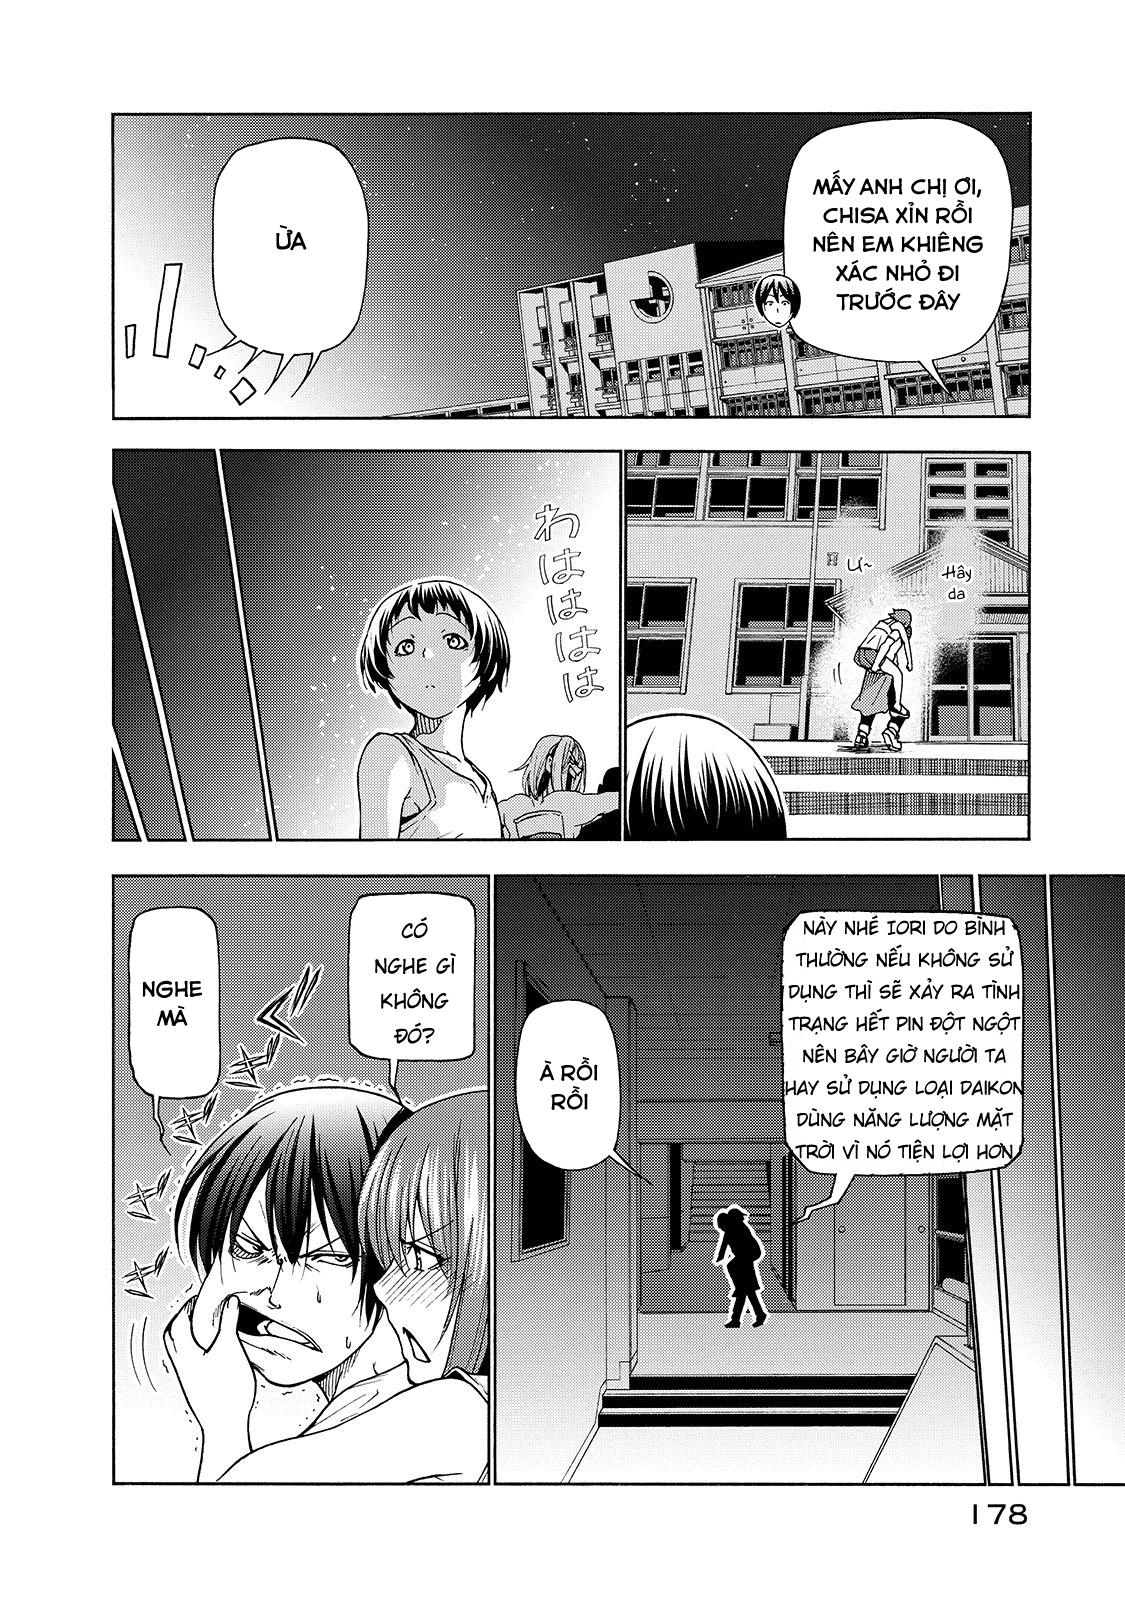 MẤY ANH CHỊ ƠI,
CHISA XỈN RỒI
NÊN EM KHIÊNG
XÁC NHỎ ĐI
TRƯỚC ĐÂY
ỪA
Hây
da
Ư~
わはははは
NÀY NHÉ IORI DO BÌNH
THƯỜNG NẾU KHÔNG SỬ
DỤNG THÌ SẼ XẢY RA TÌNH
TRẠNG HẾT PIN ĐỘT NGỘT
NÊN BÂY GIỜ NGƯỜI TA
HAY SỬ DỤNG LOẠI DAIKON
DÙNG NĂNG LƯỢNG MẶT
TRỜI VÌ NÓ TIỆN LỢI HƠN
À RỒI
RỒI
CÓ
NGHE GÌ
KHÔNG
ĐÓ?
NGHE
MÀ
178